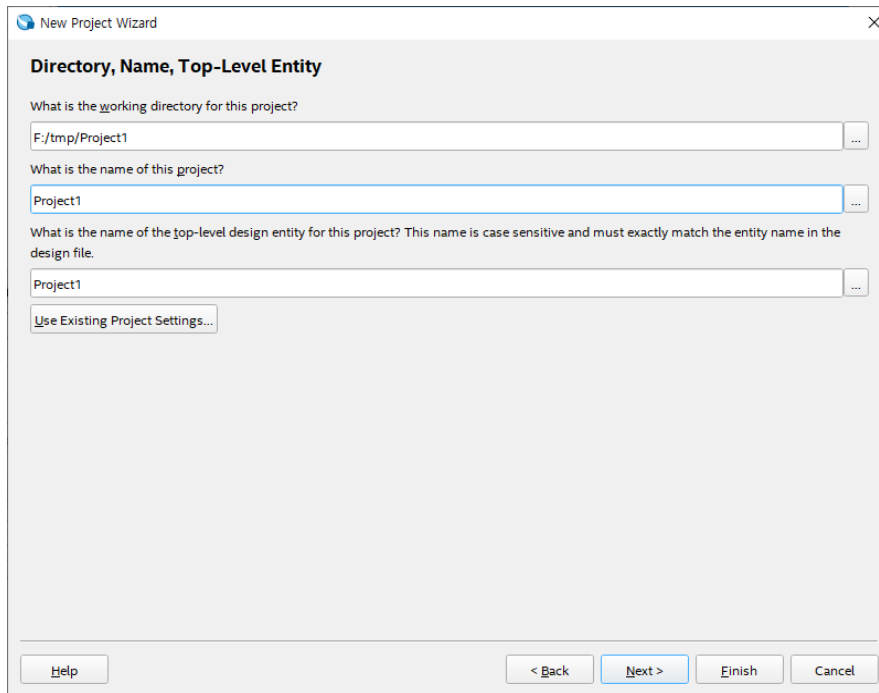 New Project Wizard
Directory, Name, Top-Level Entity
What is the working directory for this project?
F:/tmp/Project1
...
What is the name of this project?
Project1
...
What is the name of the top-level design entity for this project? This name is case sensitive and must exactly match the entity name in the
design file.
Project1
...
Use Existing Project Settings...
Help
< Back
Next >
Finish
Cancel